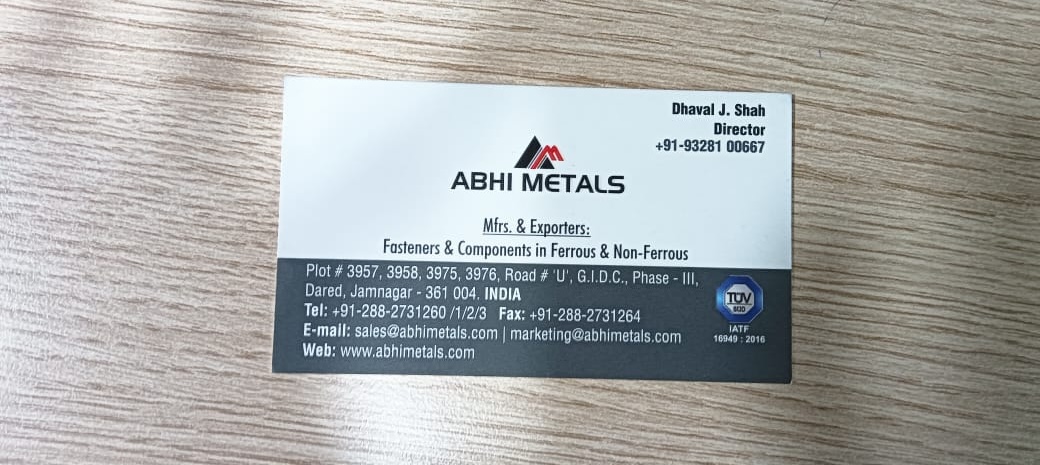 Dhaval J. Shah
Director
+91-93281 00667
ABHI METALS
Mfrs. & Exporters:
Fasteners & Components in Ferrous & Non-Ferrous
Plot # 3957, 3958, 3975, 3976, Road # 'U', G.I.D.C., Phase - III,
Dared, Jamnagar - 361 004. INDIA
Tel: +91-288-2731260 /1/2/3 Fax: +91-288-2731264
E-mail: sales@abhimetals.com | marketing@abhimetals.com
Web: www.abhimetals.com
TÜV
SÜD
IATF
16949 : 2016